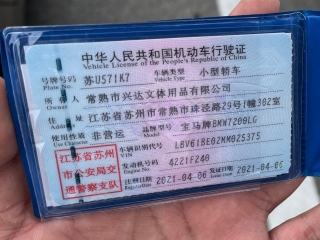 中华人民共和国机动车行驶证
Vehicle License of the People's Republic of China
号牌号码 苏U571K7 车辆类型 小型轿车
Plate No. Vehicle Type
所有人 常熟市兴达文体用品有限公司
Owner
住址 江苏省苏州市常熟市珠泾路29号1幢302室
Address
使用性质 非营运 品牌型号 宝马牌BMW7200LG
Use Character Model
江苏省苏州
市公安局交
通警察支队
车辆识别代号 LBV61BE02MM02S3TS
VIN
发动机号码 4221F240
Engine No.
注册日期 2021-04-06 发证日期 2021-04-06
Register Date Issue Date